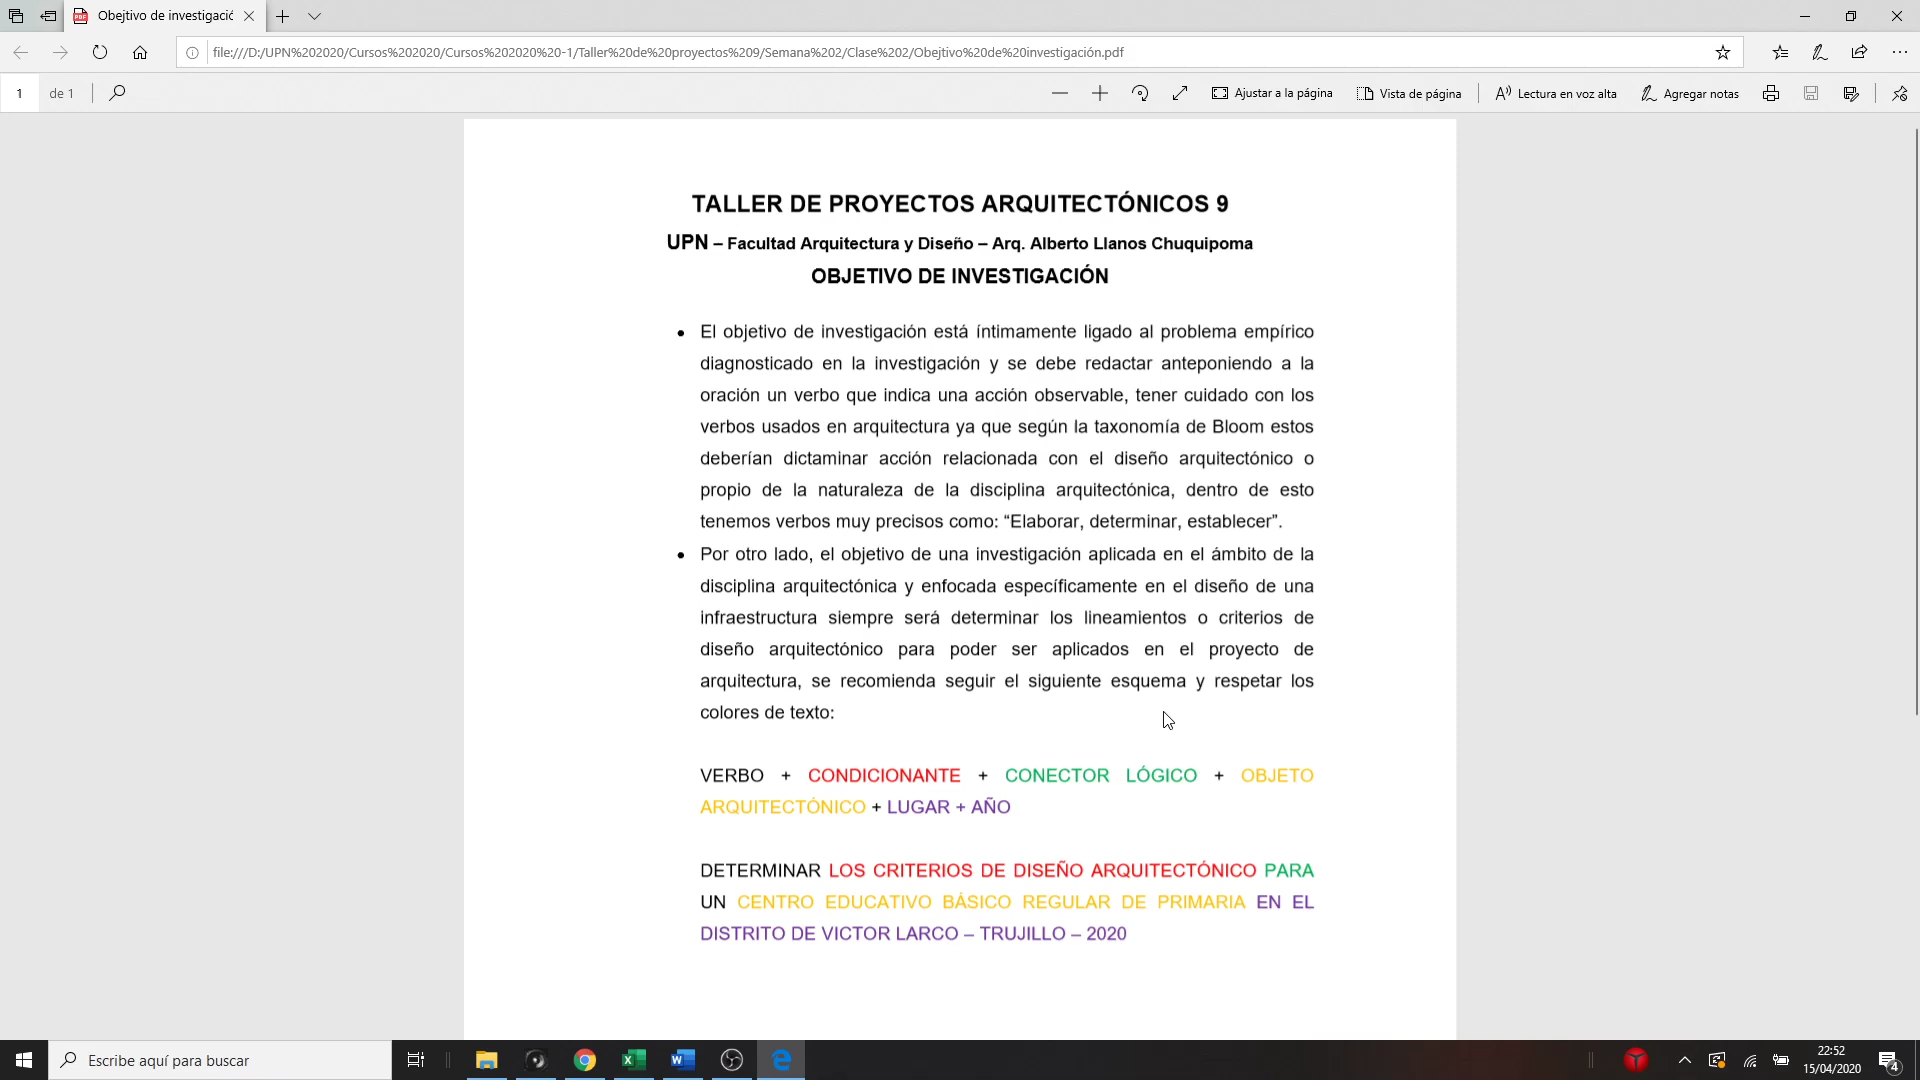 Obejtivo de investigació
file:///D:/UPN%202020/Cursos%202020/Cursos%202020%20-1/Taller%20de%20proyectos%209/Semana%202/Clase%202/Obejtivo%20de%20investigación.pdf
1 de 1 Ajustar a la página Vista de página Lectura en voz alta Agregar notas
TALLER DE PROYECTOS ARQUITECTÓNICOS 9
UPN – Facultad Arquitectura y Diseño – Arq. Alberto Llanos Chuquipoma
OBJETIVO DE INVESTIGACIÓN
• El objetivo de investigación está íntimamente ligado al problema empírico
diagnosticado en la investigación y se debe redactar anteponiendo a la
oración un verbo que indica una acción observable, tener cuidado con los
verbos usados en arquitectura ya que según la taxonomía de Bloom estos
deberían dictaminar acción relacionada con el diseño arquitectónico o
propio de la naturaleza de la disciplina arquitectónica, dentro de esto
tenemos verbos muy precisos como: “Elaborar, determinar, establecer”.
• Por otro lado, el objetivo de una investigación aplicada en el ámbito de la
disciplina arquitectónica y enfocada específicamente en el diseño de una
infraestructura siempre será determinar los lineamientos o criterios de
diseño arquitectónico para poder ser aplicados en el proyecto de
arquitectura, se recomienda seguir el siguiente esquema y respetar los
colores de texto:
VERBO + CONDICIONANTE + CONECTOR LÓGICO + OBJETO
ARQUITECTÓNICO + LUGAR + AÑO
DETERMINAR LOS CRITERIOS DE DISEÑO ARQUITECTÓNICO PARA
UN CENTRO EDUCATIVO BÁSICO REGULAR DE PRIMARIA EN EL
DISTRITO DE VICTOR LARCO – TRUJILLO – 2020
Escribe aquí para buscar
22:52
15/04/2020
4